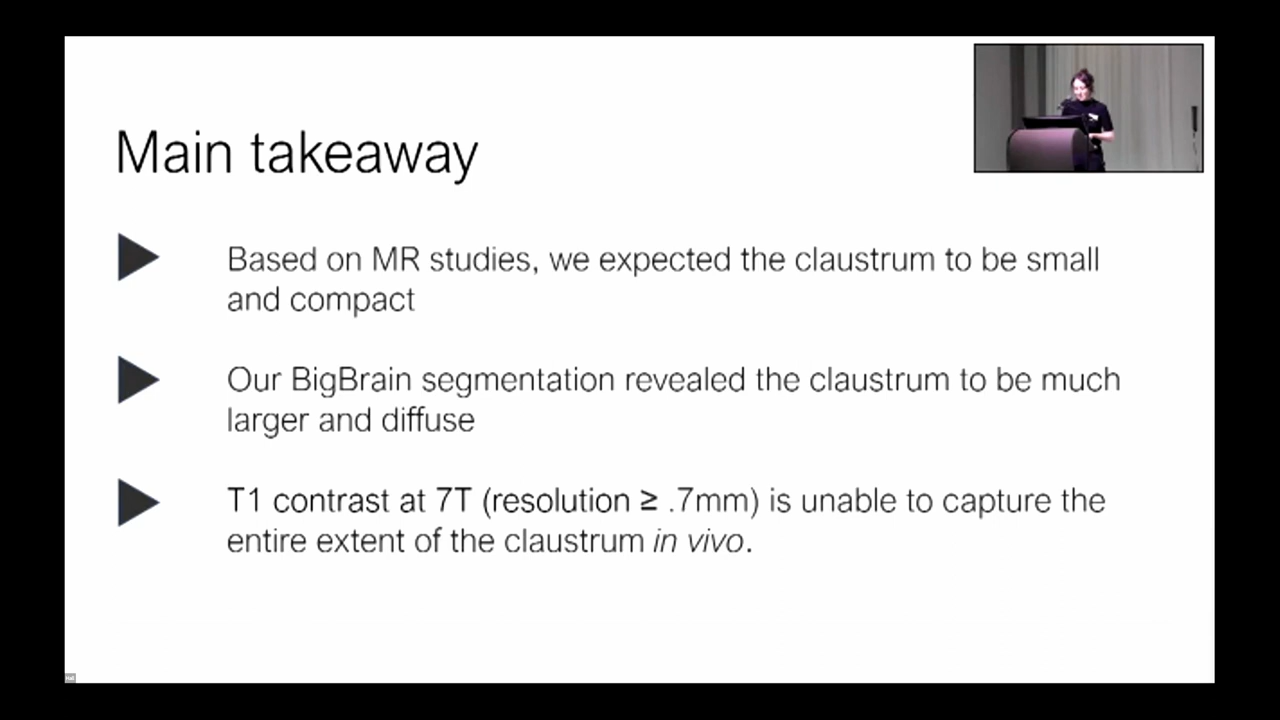 Main takeaway
Based on MR studies, we expected the claustrum to be small
and compact
Our BigBrain segmentation revealed the claustrum to be much
larger and diffuse
T1 contrast at 7T (resolution ≥ .7mm) is unable to capture the
entire extent of the claustrum in vivo.